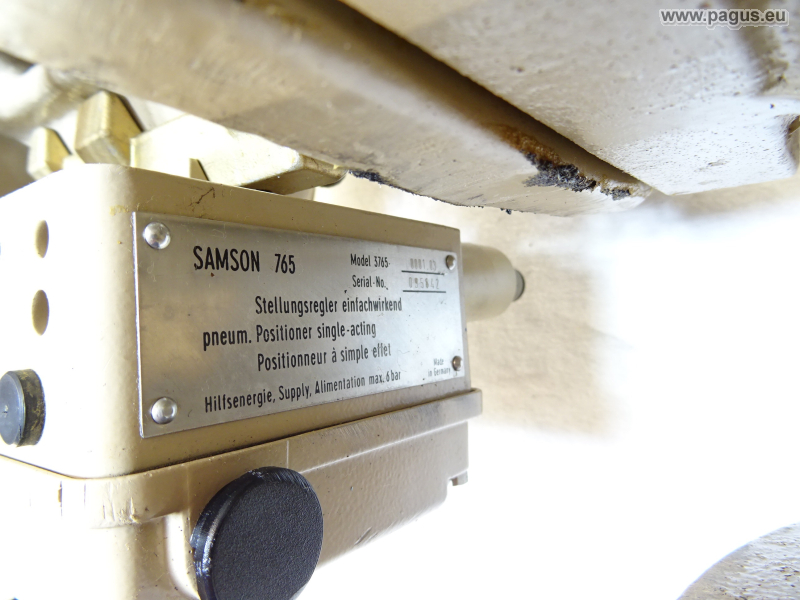 www.pagus.eu
SAMSON 765
Model 3765-
Serial-No.
Stellungsregler einfachwirkend
pneum. Positioner single-acting
Positionneur à simple effet
Hilfsenergie, Supply, Alimentation max. 6 bar
Made
in Germany